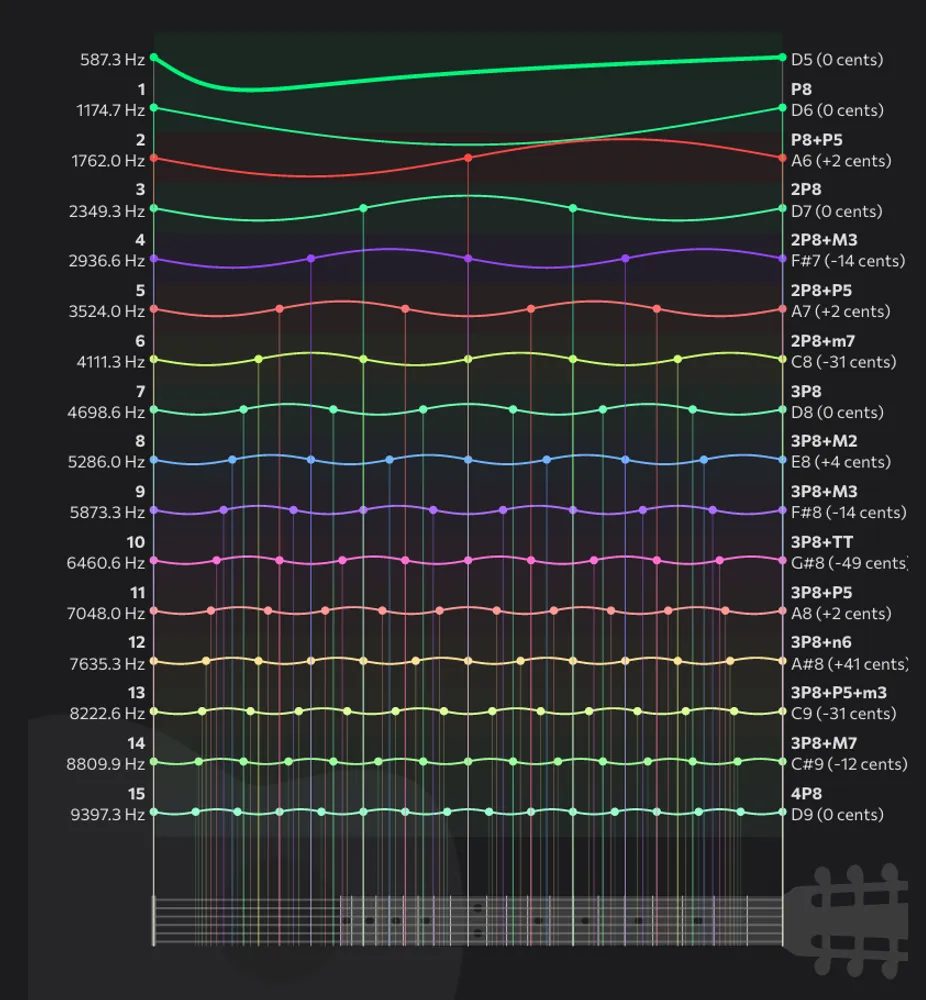 587.3 Hz D5 (0 cents)
1 P8
1174.7 Hz D6 (0 cents)
2 P8+P5
1762.0 Hz A6 (+2 cents)
3 2P8
2349.3 Hz D7 (0 cents)
4 2P8+M3
2936.6 Hz F#7 (-14 cents)
5 2P8+P5
3524.0 Hz A7 (+2 cents)
6 2P8+m7
4111.3 Hz C8 (-31 cents)
7 3P8
4698.6 Hz D8 (0 cents)
8 3P8+M2
5286.0 Hz E8 (+4 cents)
9 3P8+M3
5873.3 Hz F#8 (-14 cents)
10 3P8+TT
6460.6 Hz G#8 (-49 cents)
11 3P8+P5
7048.0 Hz A8 (+2 cents)
12 3P8+n6
7635.3 Hz A#8 (+41 cents)
13 3P8+P5+m3
8222.6 Hz C9 (-31 cents)
14 3P8+M7
8809.9 Hz C#9 (-12 cents)
15 4P8
9397.3 Hz D9 (0 cents)